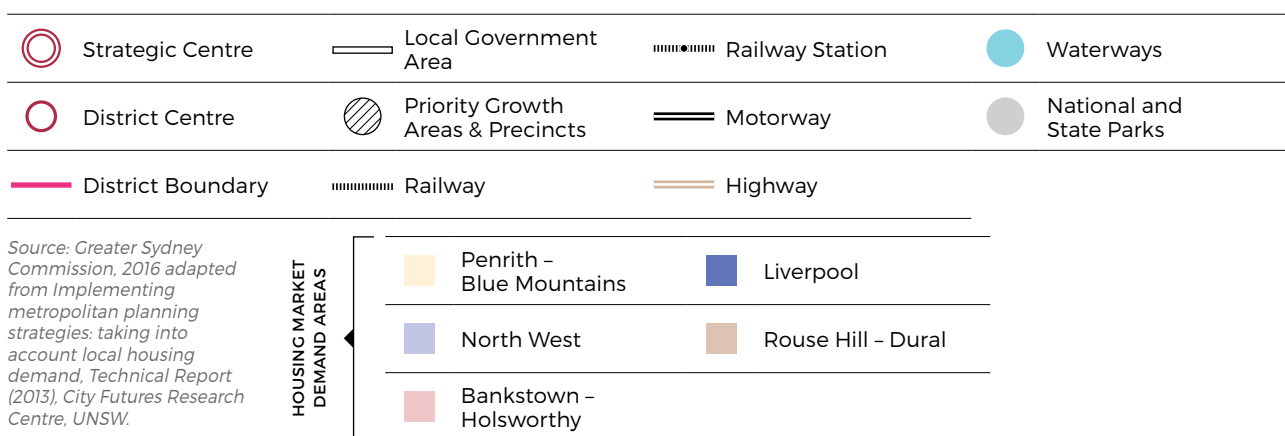 Strategic Centre
Local Government
Area
Railway Station
Waterways
District Centre
Priority Growth
Areas & Precincts
Motorway
National and
State Parks
District Boundary
Railway
Highway
Source: Greater Sydney
Commission, 2016 adapted
from Implementing
metropolitan planning
strategies: taking into
account local housing
demand, Technical Report
(2013), City Futures Research
Centre, UNSW.
HOUSING MARKET
DEMAND AREAS
Penrith –
Blue Mountains
Liverpool
North West
Rouse Hill – Dural
Bankstown –
Holsworthy